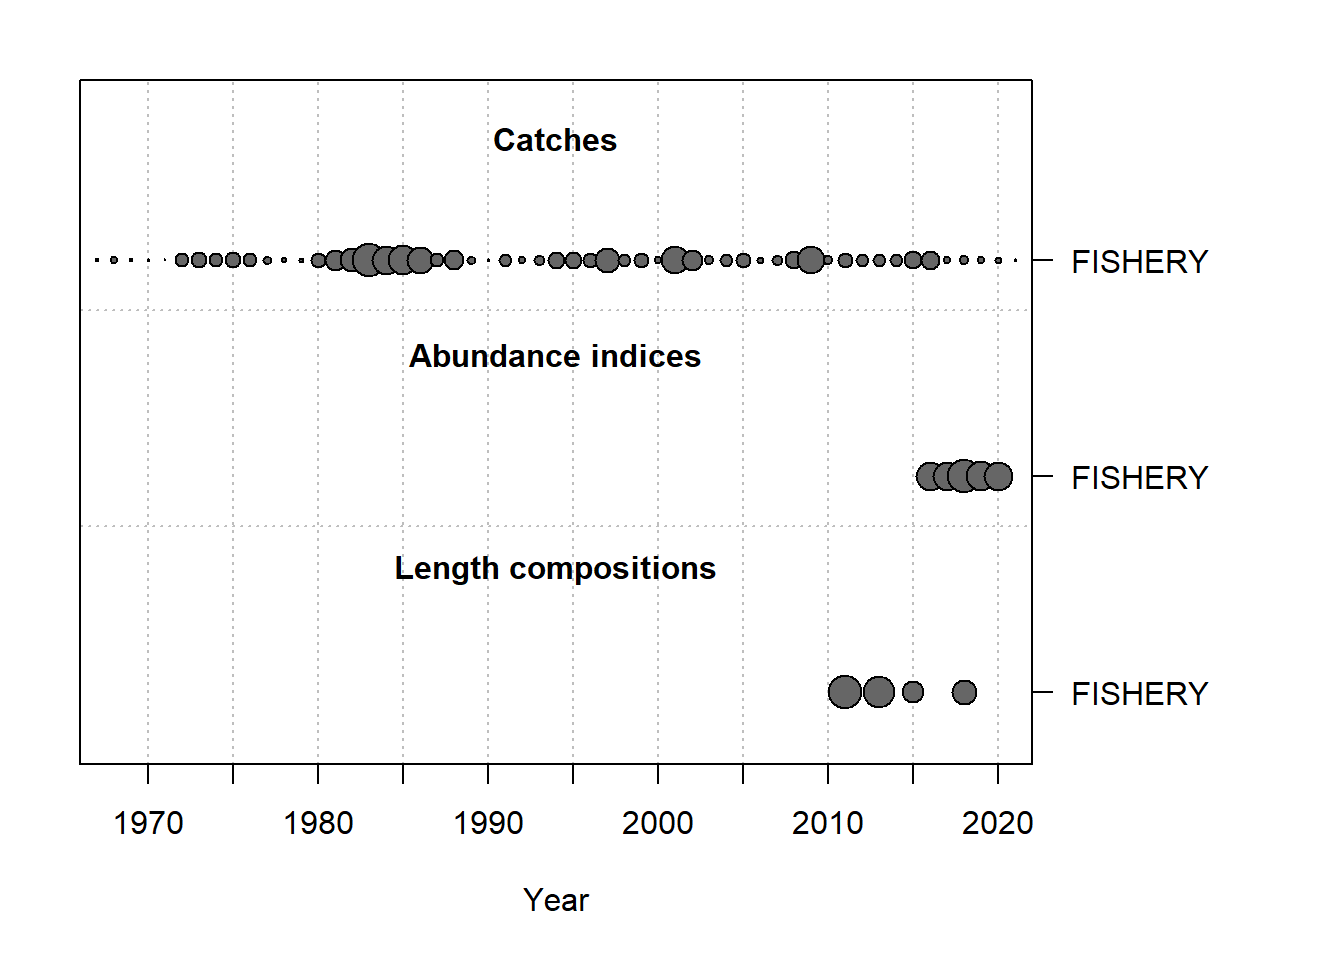 Catches
FISHERY
Abundance indices
FISHERY
Length compositions
FISHERY
1970 1980 1990 2000 2010 2020
Year